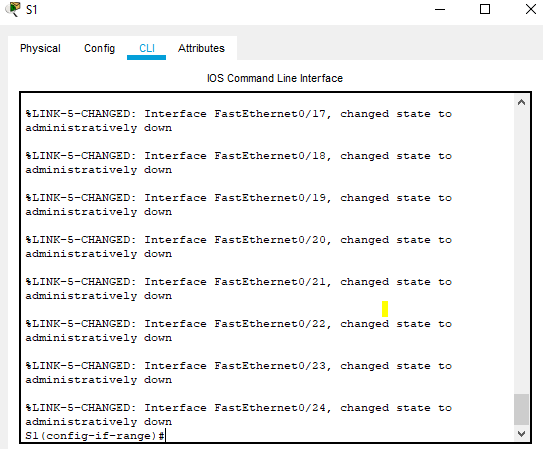 S1
Physical Config CLI Attributes
IOS Command Line Interface
%LINK-5-CHANGED: Interface FastEthernet0/17, changed state to
administratively down
%LINK-5-CHANGED: Interface FastEthernet0/18, changed state to
administratively down
%LINK-5-CHANGED: Interface FastEthernet0/19, changed state to
administratively down
%LINK-5-CHANGED: Interface FastEthernet0/20, changed state to
administratively down
%LINK-5-CHANGED: Interface FastEthernet0/21, changed state to
administratively down
%LINK-5-CHANGED: Interface FastEthernet0/22, changed state to
administratively down
%LINK-5-CHANGED: Interface FastEthernet0/23, changed state to
administratively down
%LINK-5-CHANGED: Interface FastEthernet0/24, changed state to
administratively down
S1(config-if-range)#